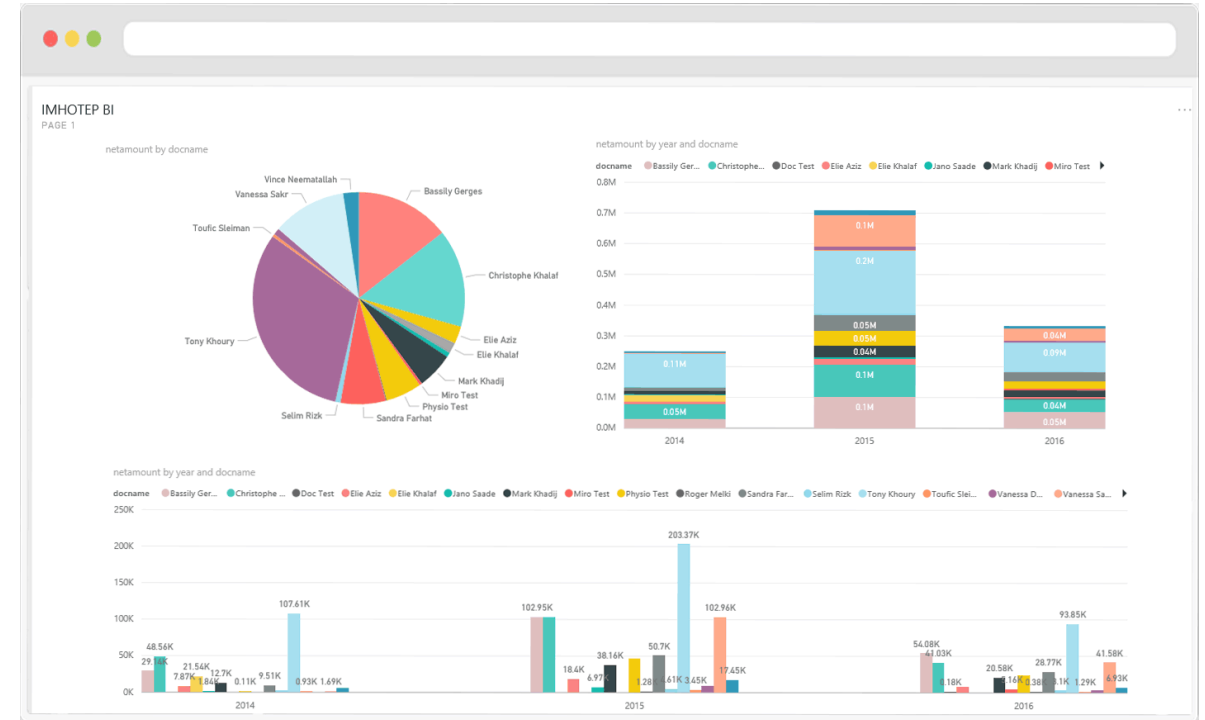 IMHOTEP BI
PAGE 1
netamount by docname
Vince Neematallah
Vanessa Sakr
Toufic Sleiman
Tony Khoury
Selim Rizk
Bassily Gerges
Christophe Khalaf
Elie Aziz
Elie Khalaf
Mark Khadij
Miro Test
Physio Test
Sandra Farhat
netamount by year and docname
docname Bassily Ger... Christophe... Doc Test Elie Aziz Elie Khalaf Jano Saade Mark Khadij Miro Test
0.8M
0.7M
0.6M
0.5M
0.4M
0.3M
0.2M
0.1M
0.0M
0.11M
0.05M
0.1M
0.2M
0.05M
0.05M
0.04M
0.1M
0.1M
0.04M
0.09M
0.04M
0.05M
2014 2015 2016
netamount by year and docname
docname Bassily Ger... Christophe ... Doc Test Elie Aziz Elie Khalaf Jano Saade Mark Khadij Miro Test Physio Test Roger Melki Sandra Far... Selim Rizk Tony Khoury Toufic Slei... Vanessa D... Vanessa Sa...
250K
200K
150K
100K
50K
0K
29.14K 48.56K 7.87K 21.54K 1.84K 12.7K 0.11K 9.51K 107.61K 0.93K 1.69K
102.95K 18.4K 6.97K 38.16K 1.28K 50.7K 4.61K 203.37K 3.45K 102.96K 17.45K
54.08K 41.03K 0.18K 20.58K 0.38K 28.77K 93.85K 1.29K 41.58K 6.93K
2014 2015 2016